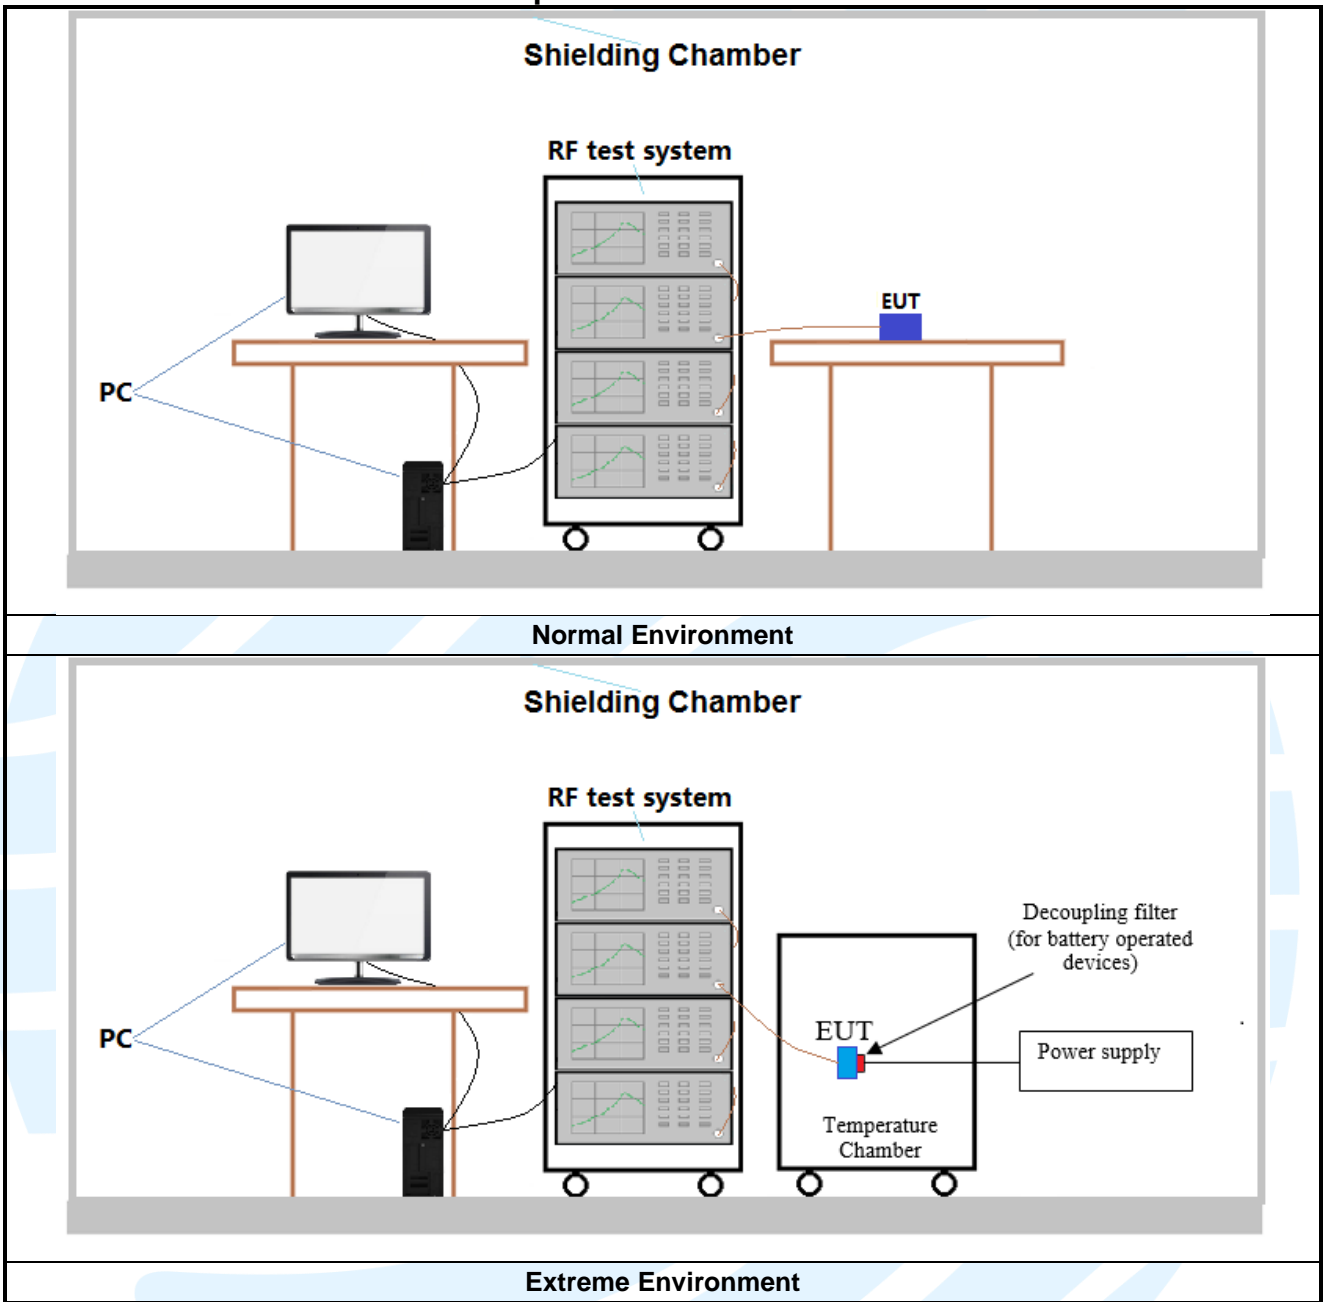 Shielding Chamber
RF test system
EUT
PC
Normal Environment
Shielding Chamber
RF test system
Decoupling filter
(for battery operated
devices)
EUT
PC
Power supply
Temperature
Chamber
Extreme Environment